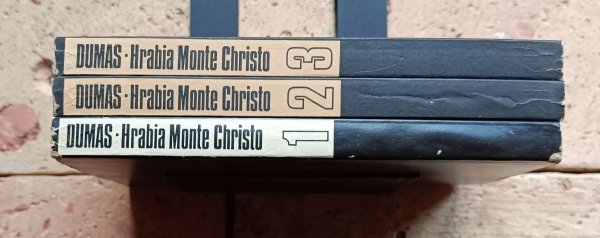 DUMAS · Hrabia Monte Christo 3
DUMAS · Hrabia Monte Christo 2
DUMAS · Hrabia Monte Christo 1